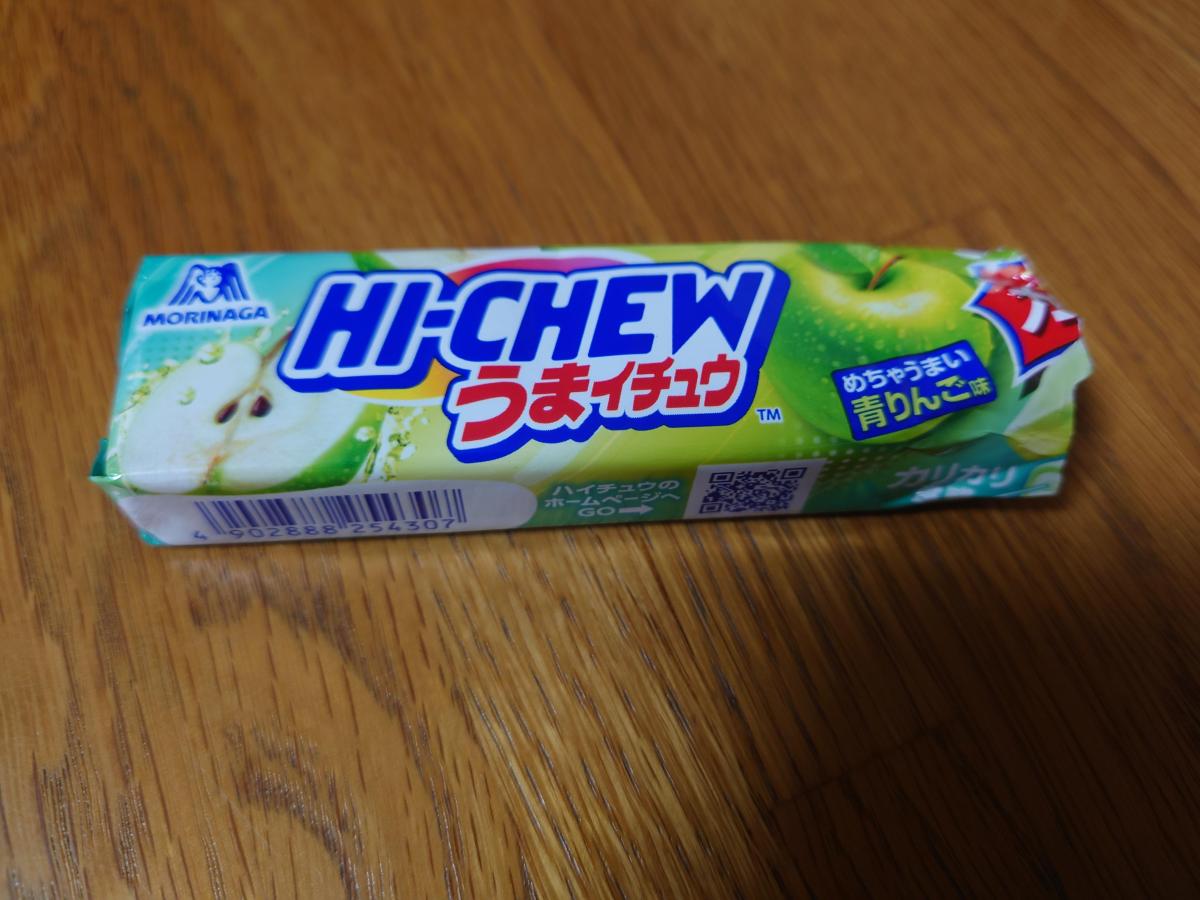 MORINAGA
HI-CHEW
うまイチュウ
TM
めちゃうまい
青りんご味
カリカリ
ハイチュウの
ホームページへ
GO
4 902888 254307